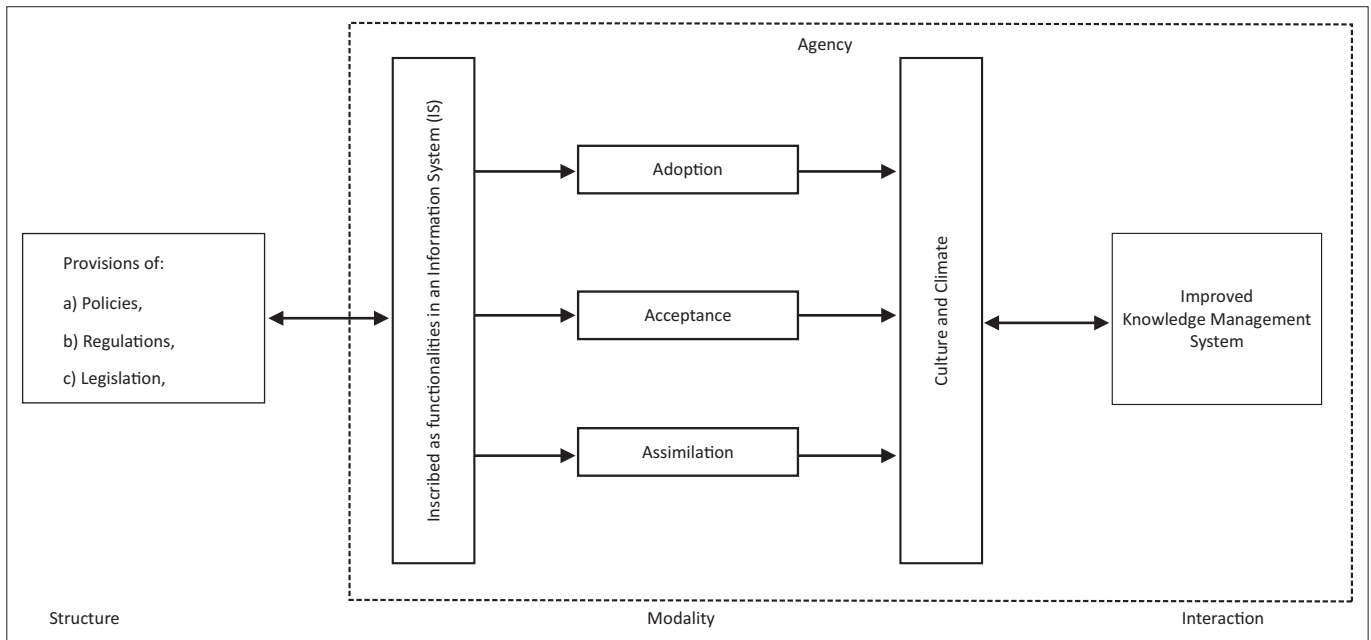 Agency
Inscribed as functionalities in an Information System (IS)
Adoption
Culture and Climate
Provisions of:
a) Policies,
b) Regulations,
c) Legislation,
Acceptance
Improved
Knowledge Management
System
Assimilation
Structure
Modality
Interaction